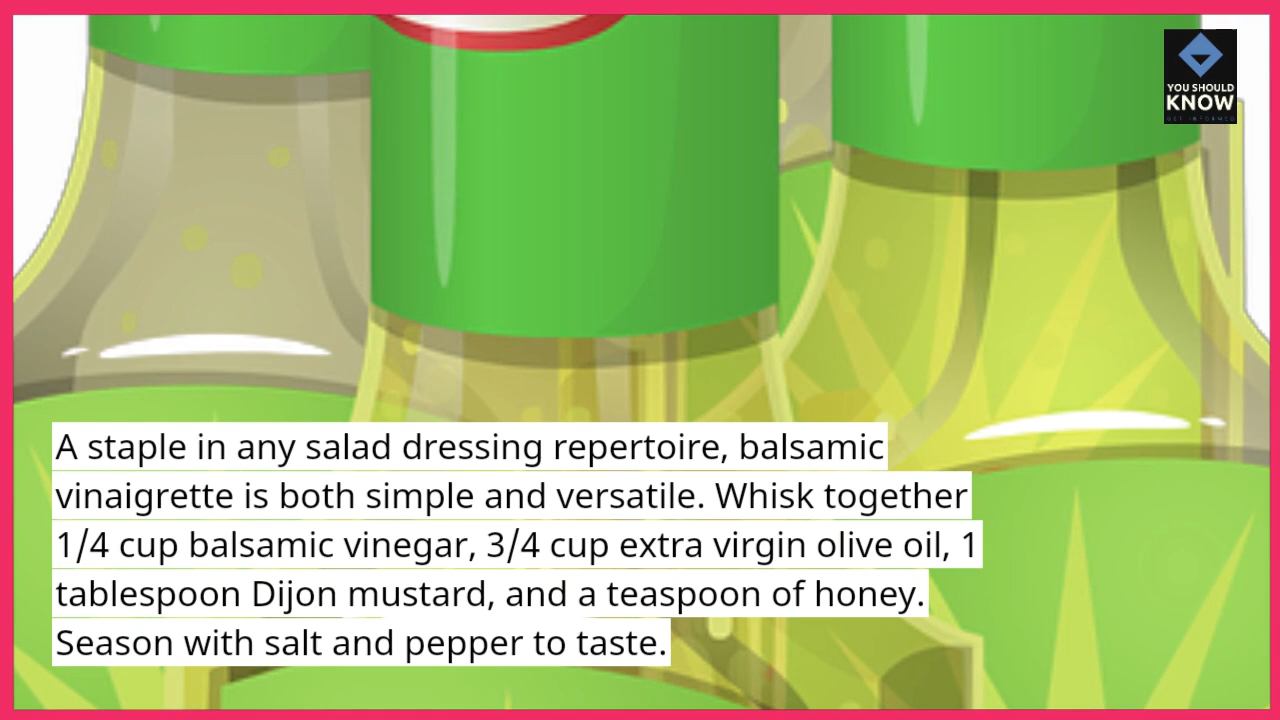 YOU SHOULD
KNOW
GET INFORMED
A staple in any salad dressing repertoire, balsamic
vinaigrette is both simple and versatile. Whisk together
1/4 cup balsamic vinegar, 3/4 cup extra virgin olive oil, 1
tablespoon Dijon mustard, and a teaspoon of honey.
Season with salt and pepper to taste.